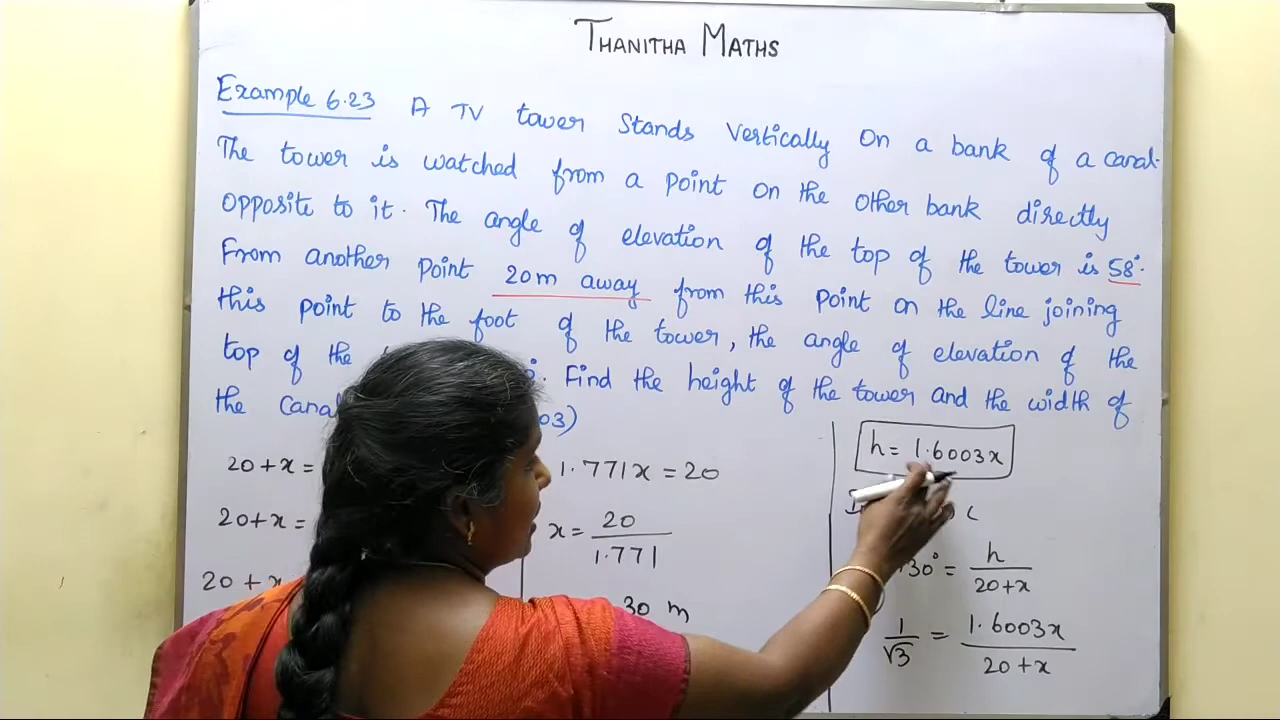 THANITHA MATHS
Example 6.23 A TV tower Stands Vertically On a bank of a canal.
The tower is watched from a point on the other bank directly
opposite to it. The angle of elevation of the top of the tower is 58°.
From another point 20m away from this point on the line joining
this point to the foot of the tower, the angle of elevation of the
top of the °. Find the height of the tower and the width of
the Canal 03)
20+x=
20+x=
20+x
1.771x = 20
x = 20
1.771
30 m
h = 1.6003x
C
30° = h
20+x
1 = 1.6003x
√3 20+x